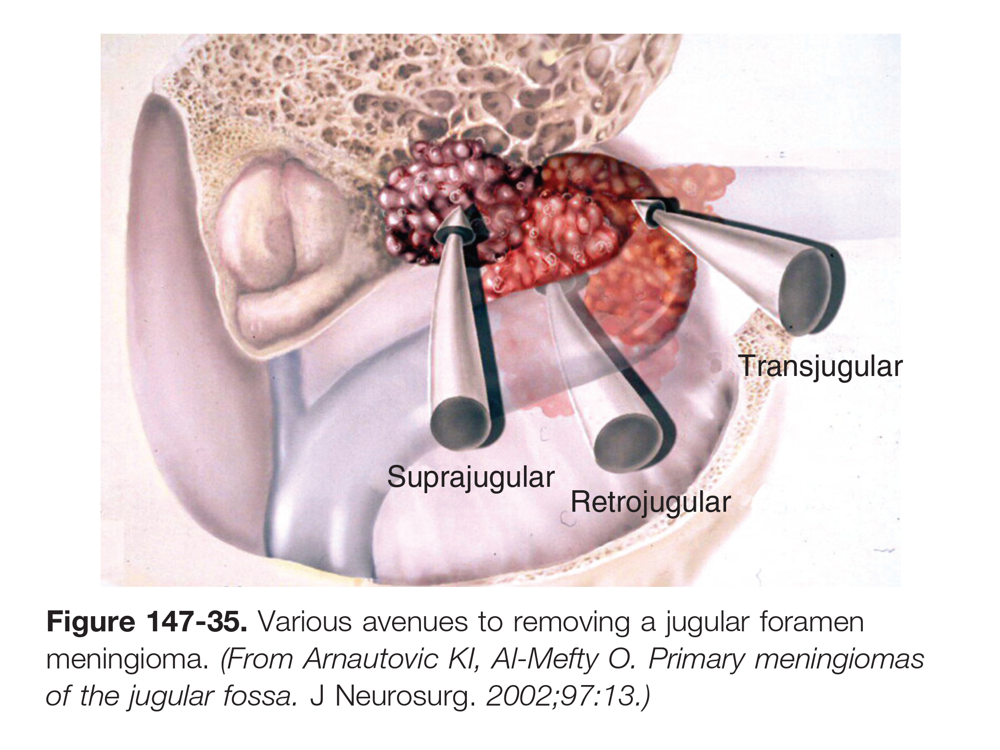 Transjugular
Suprajugular
Retrojugular
Figure 147-35. Various avenues to removing a jugular foramen
meningioma. (From Arnautovic KI, Al-Mefty O. Primary meningiomas
of the jugular fossa. J Neurosurg. 2002;97:13.)